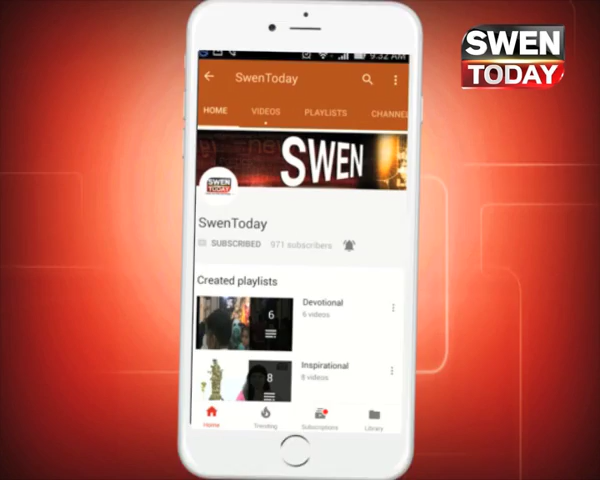 SWEN
TODAY
9:32 AM
SwenToday
HOME VIDEOS PLAYLISTS CHANNEL
SWEN
SWEN
TODAY
SwenToday
SUBSCRIBED 971 subscribers
Created playlists
6
Devotional
6 videos
8
Inspirational
8 videos
Home Trending Subscriptions Library